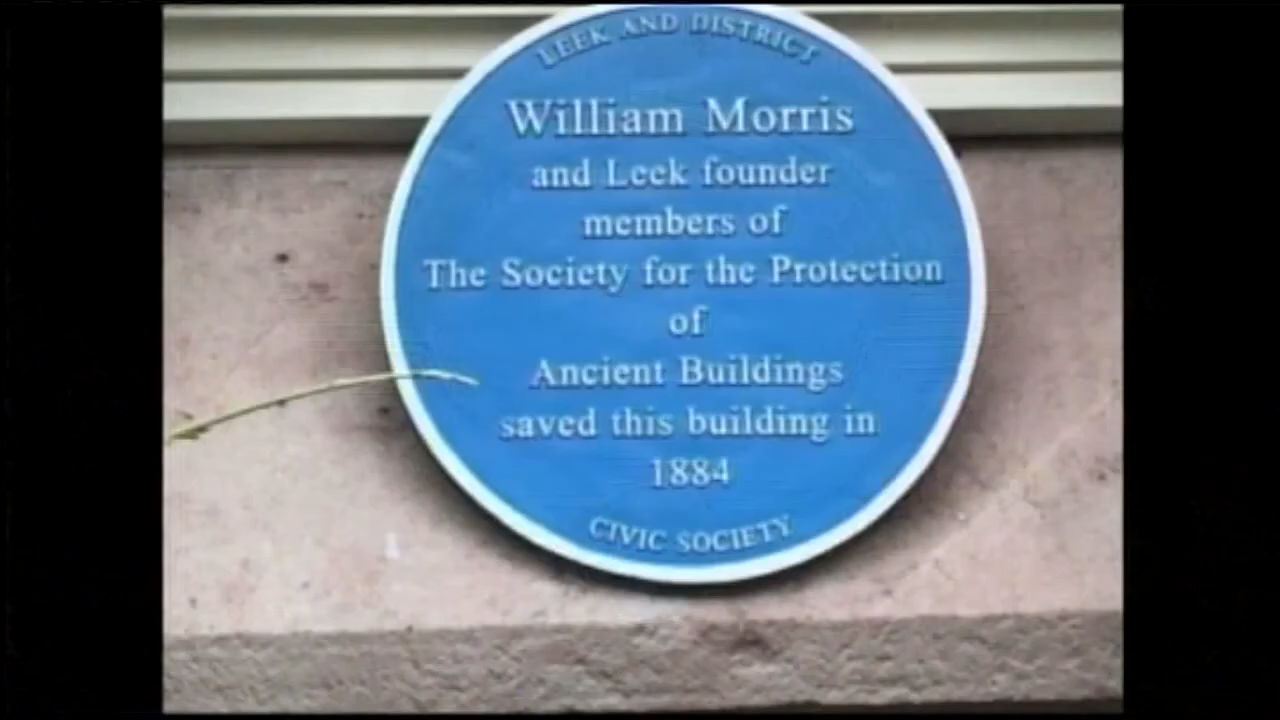 LEEK AND DISTRICT
William Morris
and Leek founder
members of
The Society for the Protection
of
Ancient Buildings
saved this building in
1884
CIVIC SOCIETY